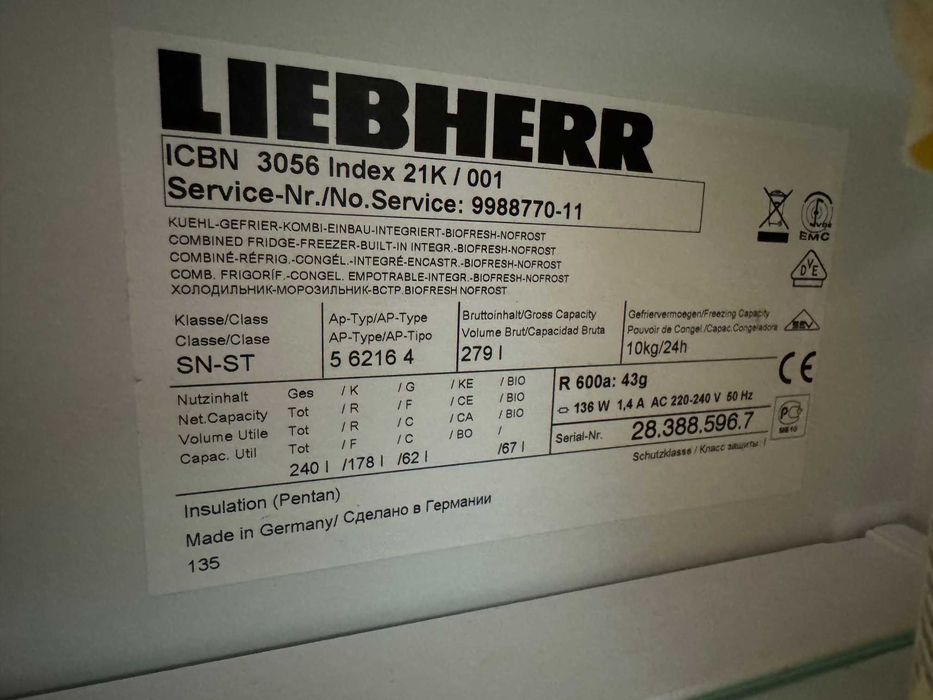 LIEBHERR
ICBN 3056 Index 21K / 001
Service-Nr./No.Service: 9988770-11
KUEHL-GEFRIER-KOMBI-EINBAU-INTEGRIERT-BIOFRESH-NOFROST
COMBINED FRIDGE-FREEZER-BUILT-IN INTEGR.-BIOFRESH-NOFROST
COMBINÉ-RÉFRIG.-CONGÉL.-INTEGRÉ-ENCASTR.-BIOFRESH-NOFROST
COMB. FRIGORÍF.-CONGEL. EMPOTRABLE-INTEGR.-BIOFRESH-NOFROST
ХОЛОДИЛЬНИК-МОРОЗИЛЬНИК-ВСТР.BIOFRESH NOFROST
EMC
DVE
Klasse/Class
Classe/Clase
SN-ST
Ap-Typ/AP-Type
AP-Type/AP-Tipo
5 6216 4
Bruttoinhalt/Gross Capacity
Volume Brut/Capacidad Bruta
279 l
Gefriervermoegen/Freezing Capacity
Pouvoir de Congel./Capac.Congeladora
10kg/24h
SEV
CE
Nutzinhalt Ges / K / G / KE / BIO
Net.Capacity Tot / R / F / CE / BIO
Volume Utile Tot / R / C / CA / BIO
Capac. Util Tot / F / C / BO /
240 l /178 l /62 l /67 l
R 600a: 43g
136 W 1,4 A AC 220-240 V 50 Hz
Serial-Nr. 28.388.596.7
Schutzklasse / Класс защиты: I
Insulation (Pentan)
Made in Germany/ Сделано в Германии
135